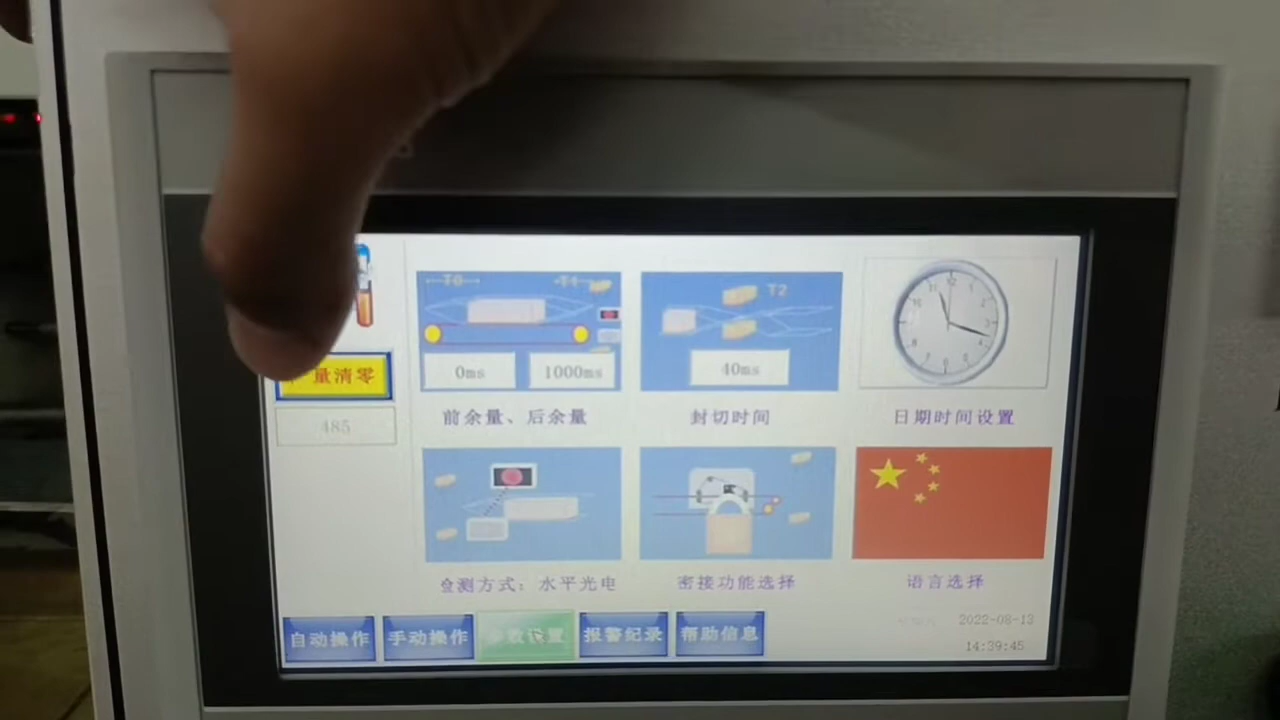 T0
T1
T2
0ms
1000ms
40ms
量清零
485
前余量、后余量
封切时间
日期时间设置
检测方式：水平光电
密接功能选择
语言选择
自动操作
手动操作
参数设置
报警纪录
帮助信息
2022-08-13
14:39:45